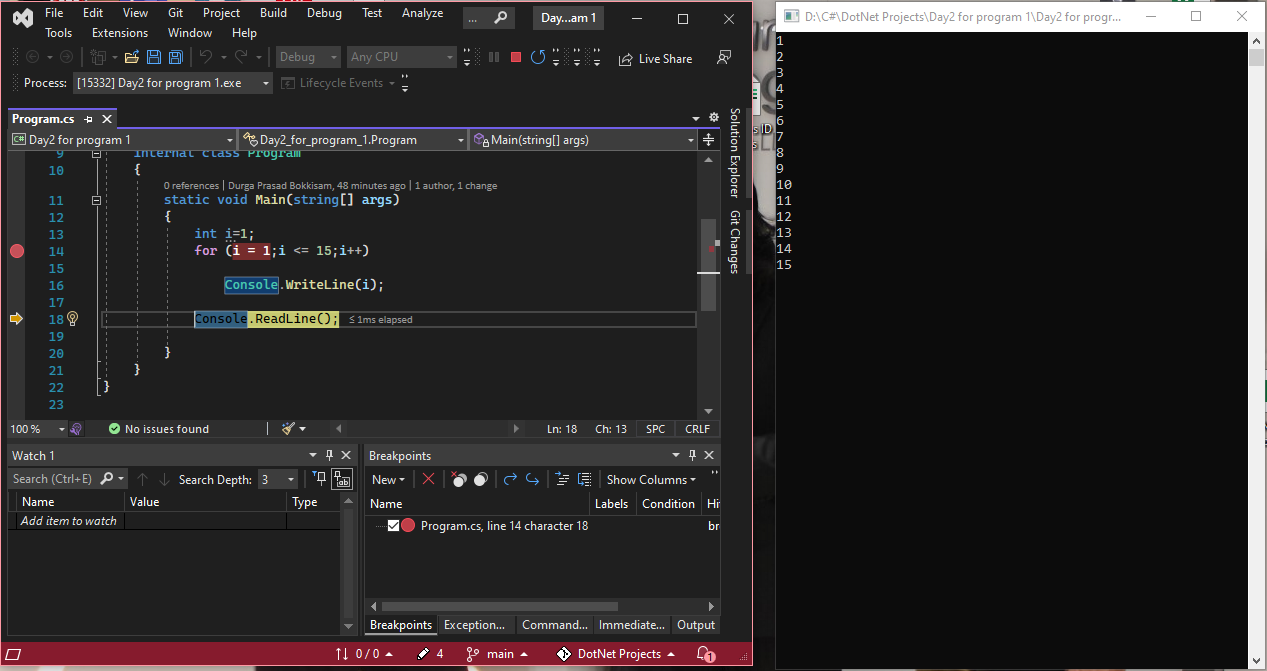 File Edit View Git Project Build Debug Test Analyze ... Day...am 1
Tools Extensions Window Help
Debug Any CPU Live Share
Process: [15332] Day2 for program 1.exe Lifecycle Events
Program.cs
Day2 for program 1 Day2_for_program_1.Program Main(string[] args)
9 internal class Program
10 {
0 references | Durga Prasad Bokkisam, 48 minutes ago | 1 author, 1 change
11 static void Main(string[] args)
12 {
13 int i=1;
14 for (i = 1;i <= 15;i++)
15
16 Console.WriteLine(i);
17
18 Console.ReadLine(); ≤ 1ms elapsed
19
20 }
21 }
22 }
23
100 % No issues found Ln: 18 Ch: 13 SPC CRLF
Solution Explorer
Git Changes
Watch 1
Search (Ctrl+E) Search Depth: 3
Name Value Type
Add item to watch
Breakpoints
New Show Columns
Name Labels Condition Hi
Program.cs, line 14 character 18 br
Breakpoints Exception... Command... Immediate... Output
0 / 0 4 main DotNet Projects 1
D:\C#\DotNet Projects\Day2 for program 1\Day2 for progr...
1
2
3
4
5
6
7
8
9
10
11
12
13
14
15